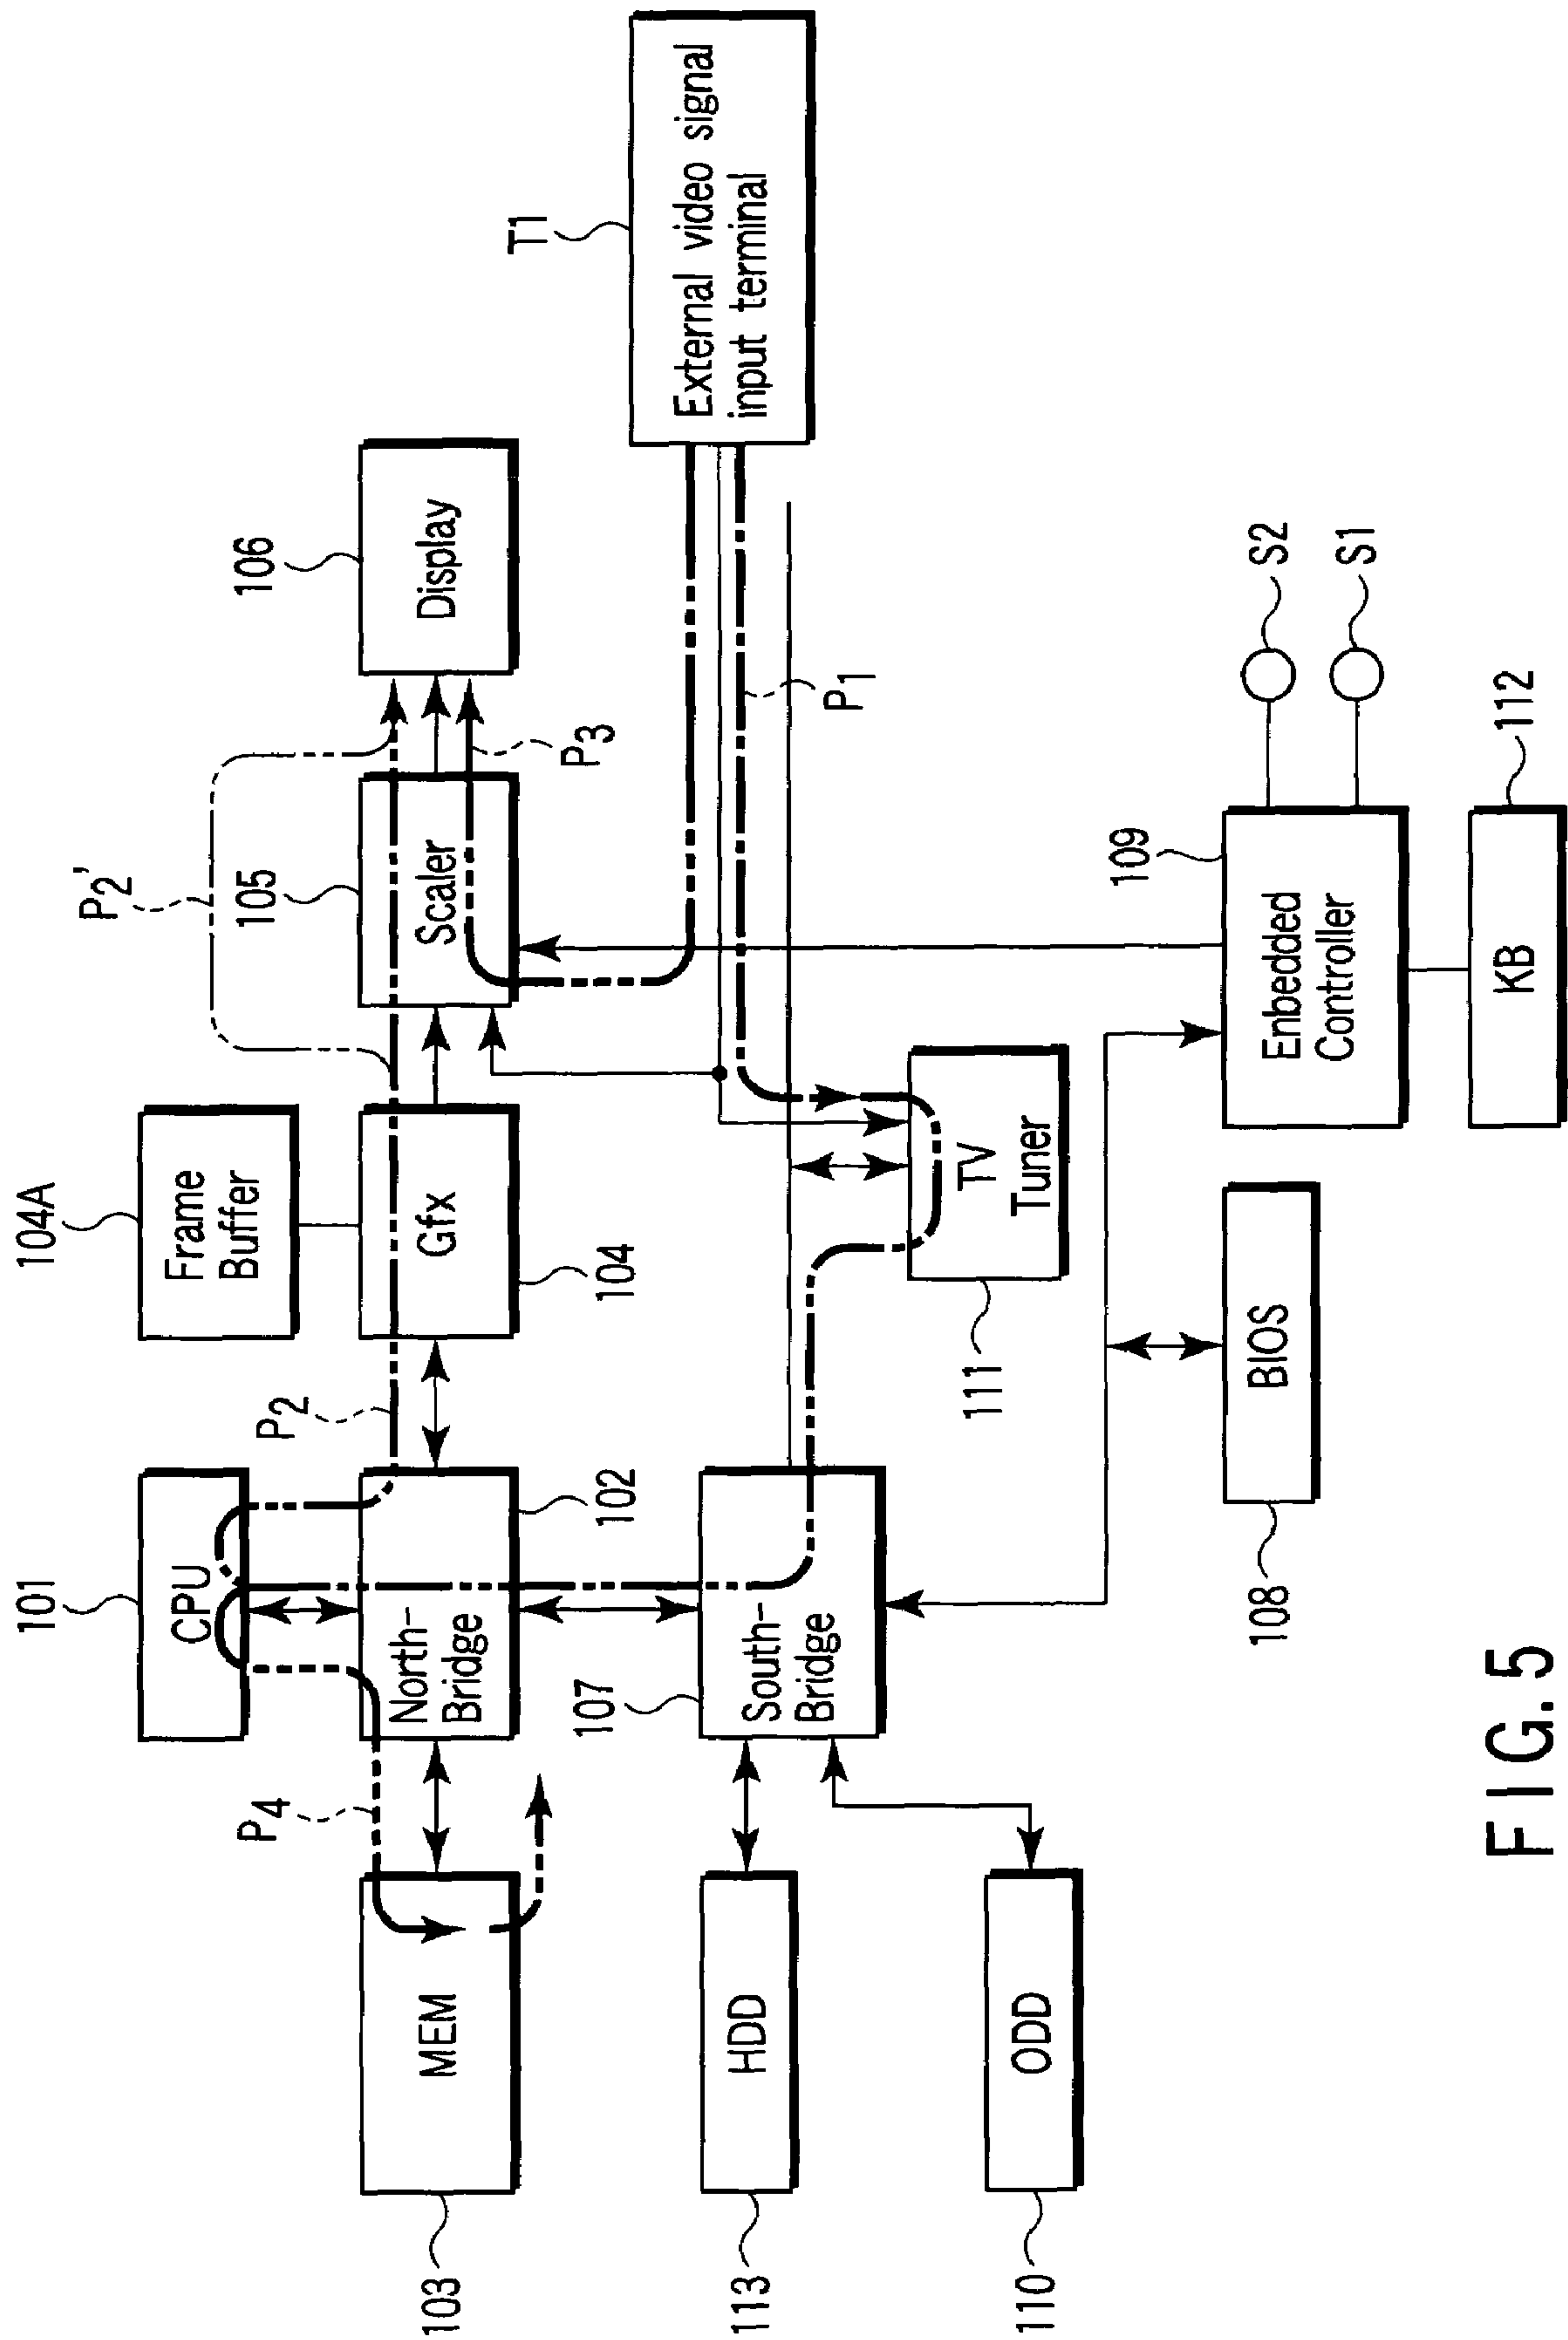 101
CPU
104A
Frame
Buffer
P2'
P4
P2
105
106
MEM
North-
Bridge
Gfx
Scaler
Display
103
102
104
P3
T1
External video signal
input terminal
107
HDD
South-
Bridge
113
P1
111
TV
Tuner
ODD
110
109
108
BIOS
Enbedded
Controller
S2
S1
KB
112
FIG.5